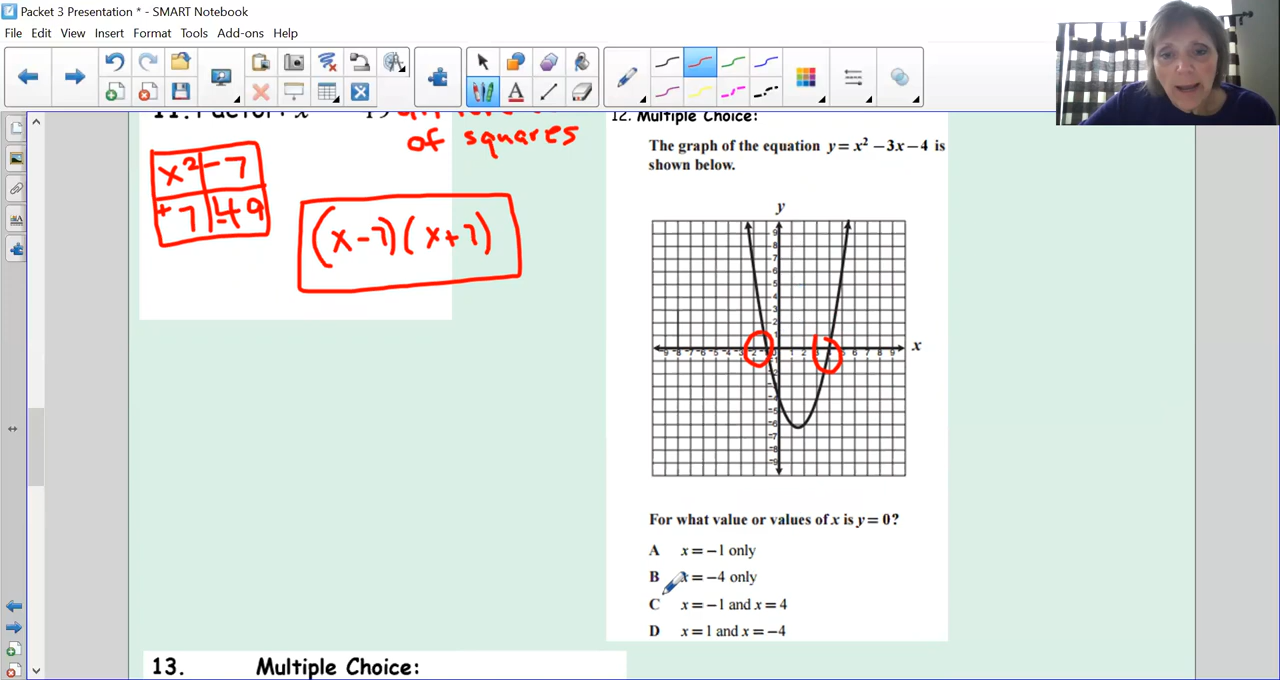 Packet 3 Presentation * - SMART Notebook
File Edit View Insert Format Tools Add-ons Help
of squares
x² - 7
+7 -49
(x-7)(x+7)
12. Multiple Choice:
The graph of the equation y = x² − 3x − 4 is
shown below.
y
x
For what value or values of x is y = 0?
A x = −1 only
B x = −4 only
C x = −1 and x = 4
D x = 1 and x = −4
13. Multiple Choice: